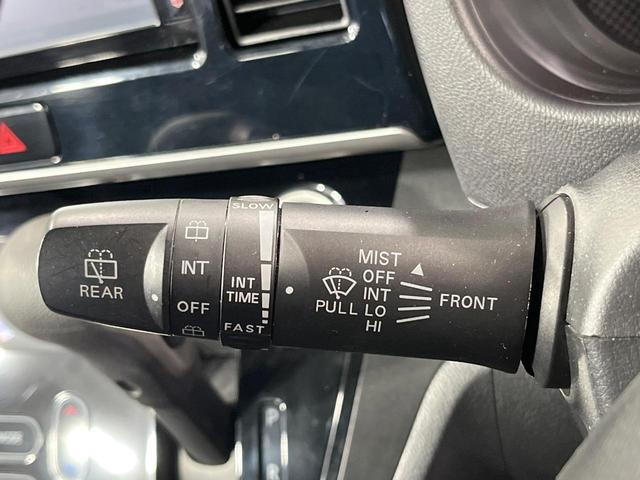 REAR
INT
OFF
SLOW
INT
TIME
FAST
MIST
OFF
PULL INT FRONT
LO
HI
P
R